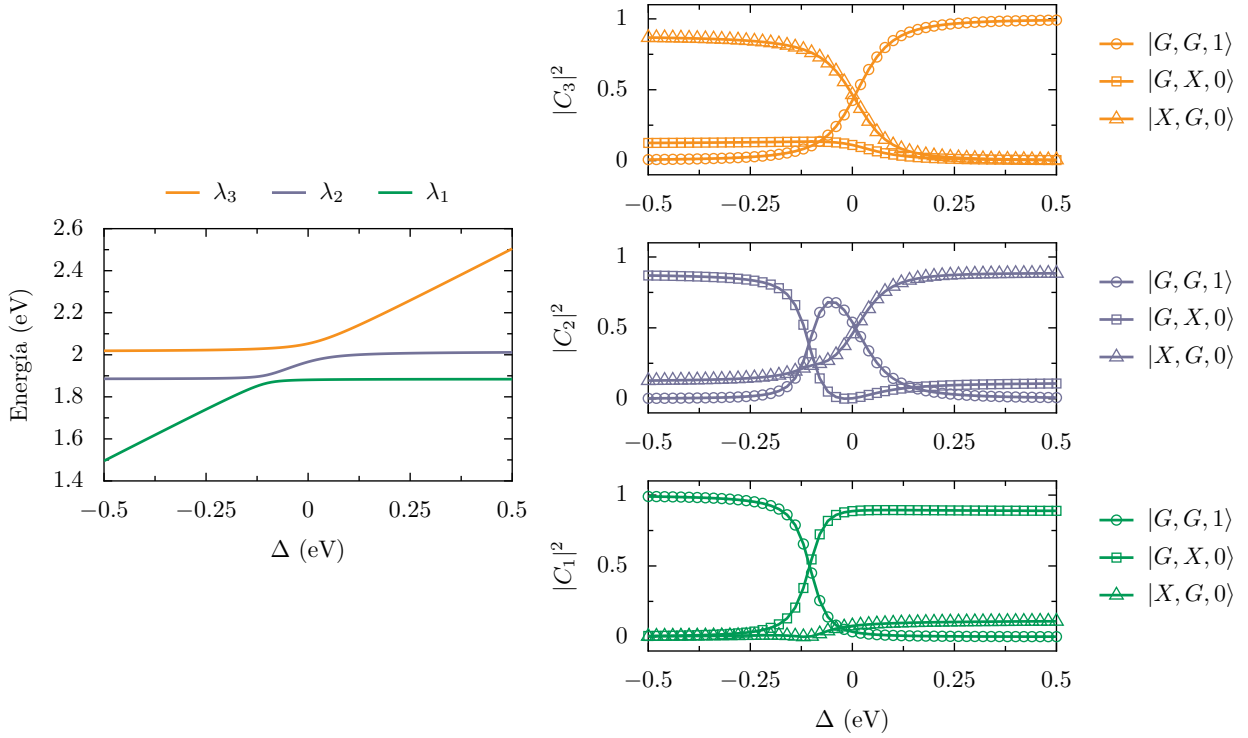 λ₃ λ₂ λ₁
Energía (eV)
2.6
2.4
2.2
2
1.8
1.6
1.4
−0.5 −0.25 0 0.25 0.5
Δ (eV)
|C₃|²
1
0.5
0
−0.5 −0.25 0 0.25 0.5
|G, G, 1⟩
|G, X, 0⟩
|X, G, 0⟩
|C₂|²
1
0.5
0
−0.5 −0.25 0 0.25 0.5
|G, G, 1⟩
|G, X, 0⟩
|X, G, 0⟩
|C₁|²
1
0.5
0
−0.5 −0.25 0 0.25 0.5
Δ (eV)
|G, G, 1⟩
|G, X, 0⟩
|X, G, 0⟩